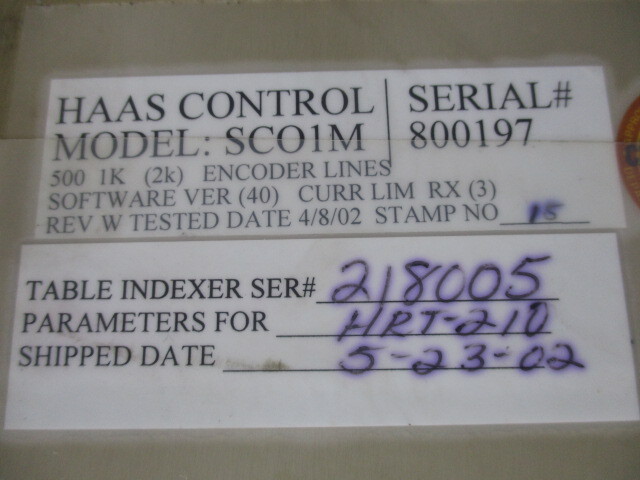 HAAS CONTROL
MODEL: SCO1M
SERIAL#
800197
500 1K (2k) ENCODER LINES
SOFTWARE VER (40) CURR LIM RX (3)
REV W TESTED DATE 4/8/02 STAMP NO 18
TABLE INDEXER SER# 218005
PARAMETERS FOR HRT-210
SHIPPED DATE 5-23-02